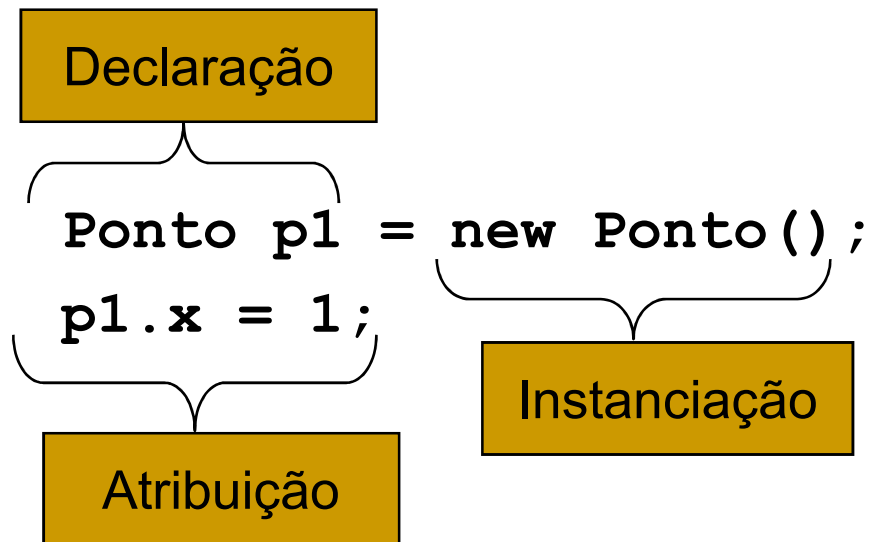 Declaração
Ponto p1 = new Ponto();
p1.x = 1;
Instanciação
Atribuição